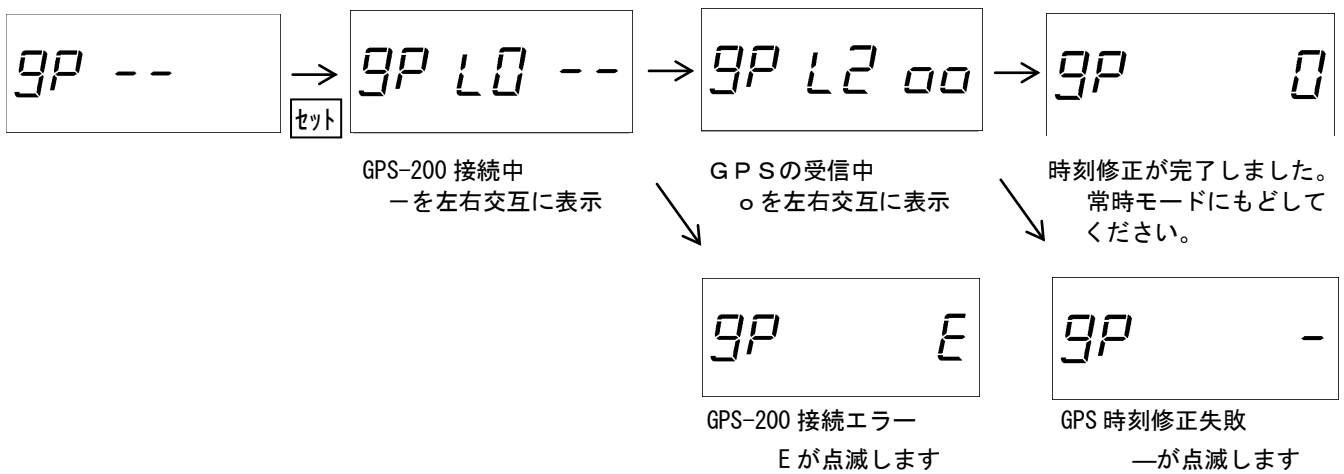 gP --
→
セット
gP L0 --
→
gP L2 oo
→
gP 0
GPS-200 接続中
－を左右交互に表示
ＧＰＳの受信中
o を左右交互に表示
時刻修正が完了しました。
常時モードにもどして
ください。
gP E
GPS-200 接続エラー
E が点滅します
gP -
GPS 時刻修正失敗
―が点滅します